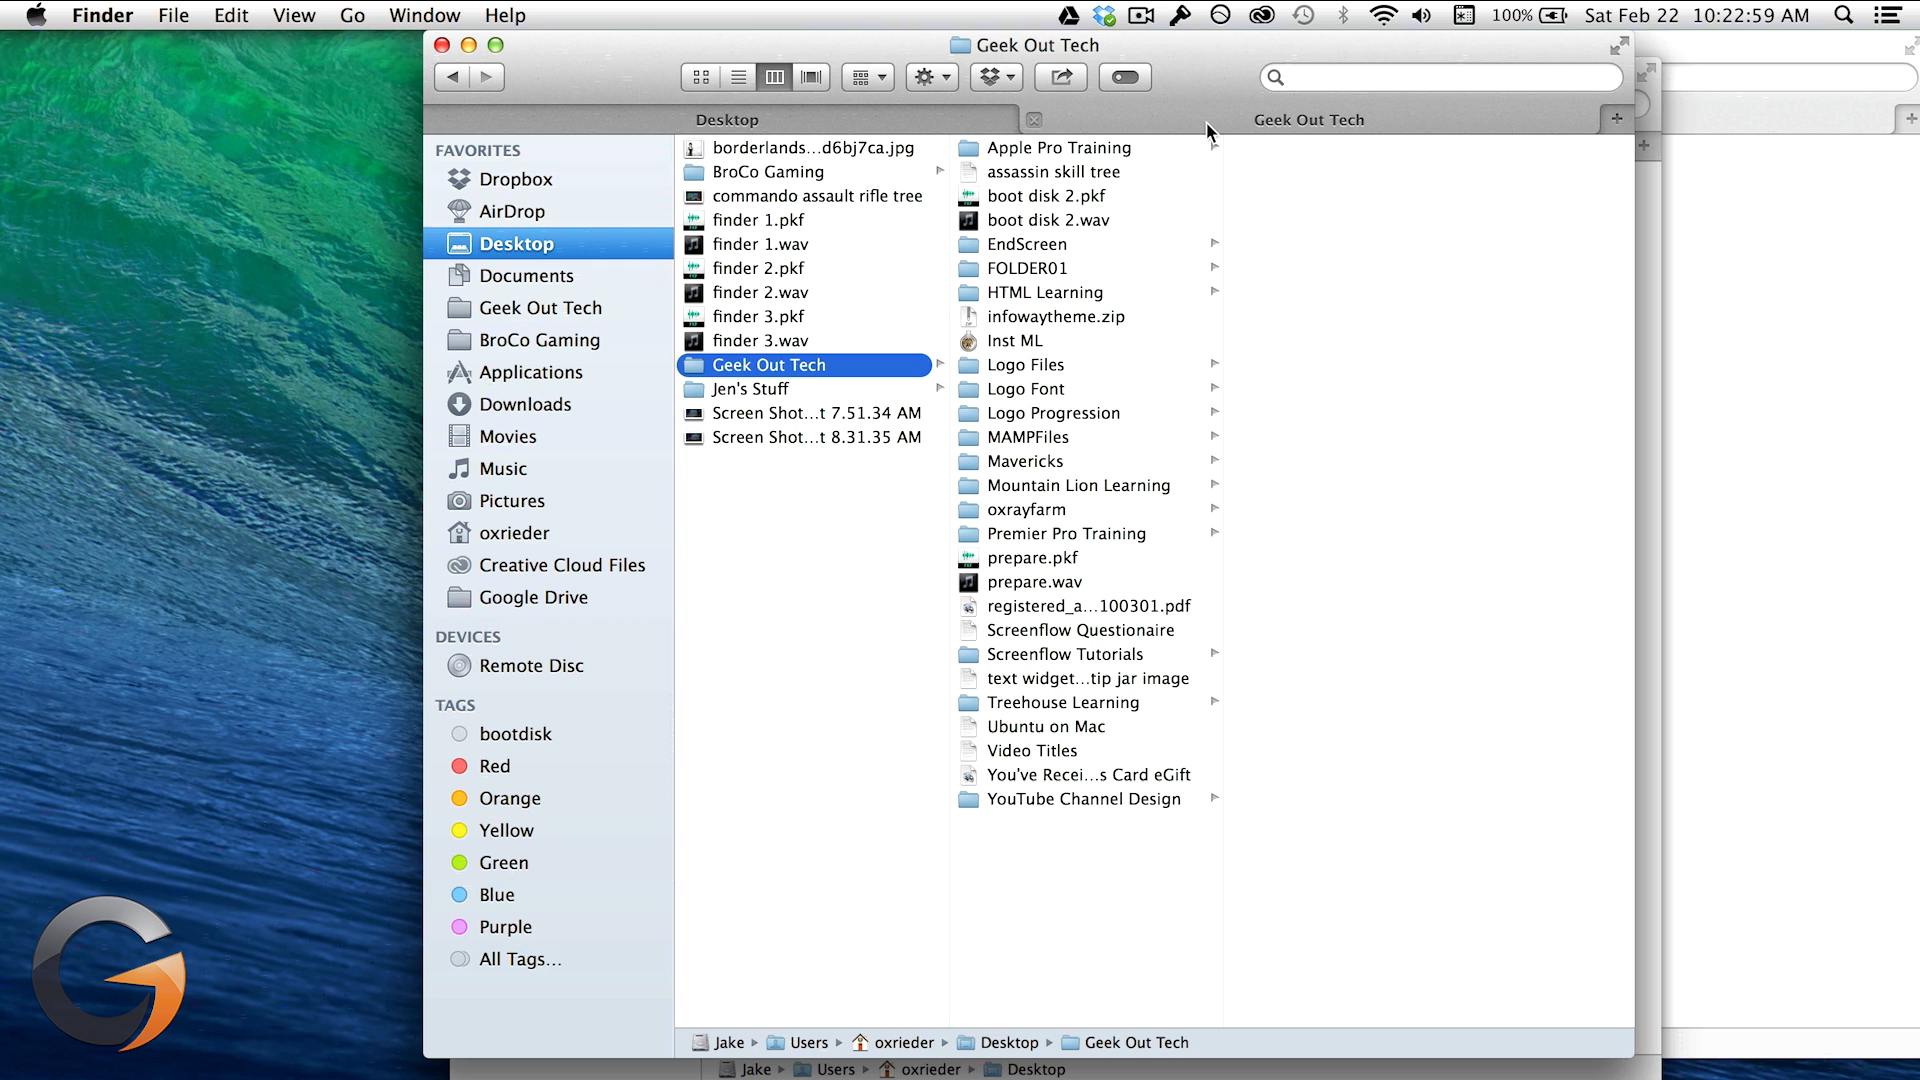 Finder File Edit View Go Window Help 100% Sat Feb 22 10:22:59 AM
Geek Out Tech
Desktop
Geek Out Tech
FAVORITES
Dropbox
AirDrop
Desktop
Documents
Geek Out Tech
BroCo Gaming
Applications
Downloads
Movies
Music
Pictures
oxrieder
Creative Cloud Files
Google Drive
DEVICES
Remote Disc
TAGS
bootdisk
Red
Orange
Yellow
Green
Blue
Purple
All Tags...
borderlands...d6bj7ca.jpg
BroCo Gaming
commando assault rifle tree
finder 1.pkf
finder 1.wav
finder 2.pkf
finder 2.wav
finder 3.pkf
finder 3.wav
Geek Out Tech
Jen's Stuff
Screen Shot...t 7.51.34 AM
Screen Shot...t 8.31.35 AM
Apple Pro Training
assassin skill tree
boot disk 2.pkf
boot disk 2.wav
EndScreen
FOLDER01
HTML Learning
infowaytheme.zip
Inst ML
Logo Files
Logo Font
Logo Progression
MAMPFiles
Mavericks
Mountain Lion Learning
oxrayfarm
Premier Pro Training
prepare.pkf
prepare.wav
registered_a...100301.pdf
Screenflow Questionaire
Screenflow Tutorials
text widget...tip jar image
Treehouse Learning
Ubuntu on Mac
Video Titles
You've Recei...s Card eGift
YouTube Channel Design
Jake Users oxrieder Desktop Geek Out Tech
Jake Users oxrieder Desktop